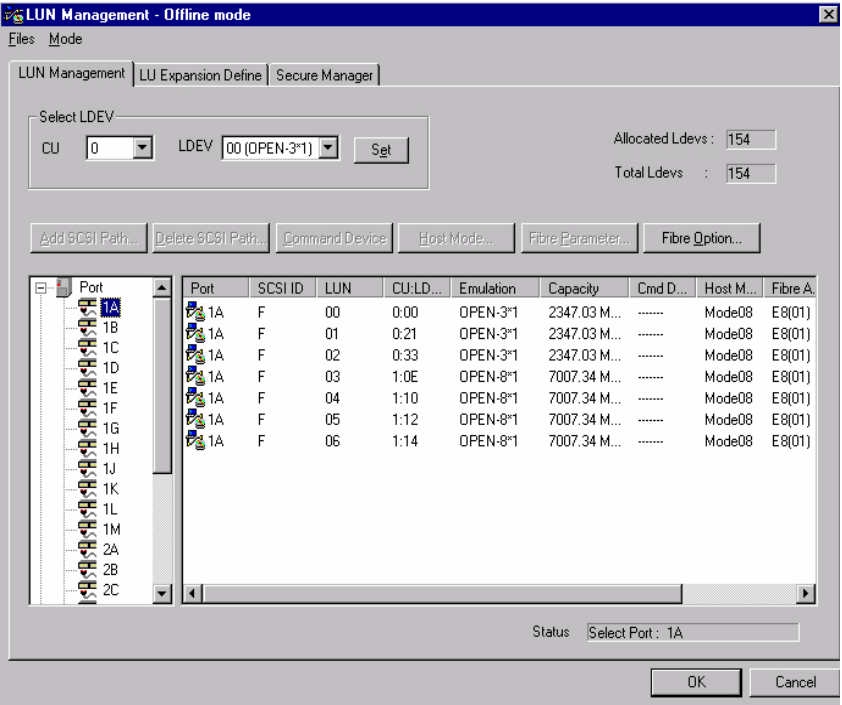 LUN Management - Offline mode
Files Mode
LUN Management LU Expansion Define Secure Manager
Select LDEV
CU 0 LDEV 00 (OPEN-3*1) Set
Allocated Ldevs : 154
Total Ldevs : 154
Add SCSI Path... Delete SCSI Path... Command Device Host Mode... Fibre Parameter... Fibre Option...
Port
1A
1B
1C
1D
1E
1F
1G
1H
1J
1K
1L
1M
2A
2B
2C
Port SCSI ID LUN CU:LD... Emulation Capacity Cmd D... Host M... Fibre A.
1A F 00 0:00 OPEN-3*1 2347.03 M... ------- Mode08 E8(01)
1A F 01 0:21 OPEN-3*1 2347.03 M... ------- Mode08 E8(01)
1A F 02 0:33 OPEN-3*1 2347.03 M... ------- Mode08 E8(01)
1A F 03 1:0E OPEN-8*1 7007.34 M... ------- Mode08 E8(01)
1A F 04 1:10 OPEN-8*1 7007.34 M... ------- Mode08 E8(01)
1A F 05 1:12 OPEN-8*1 7007.34 M... ------- Mode08 E8(01)
1A F 06 1:14 OPEN-8*1 7007.34 M... ------- Mode08 E8(01)
Status Select Port : 1A
OK Cancel